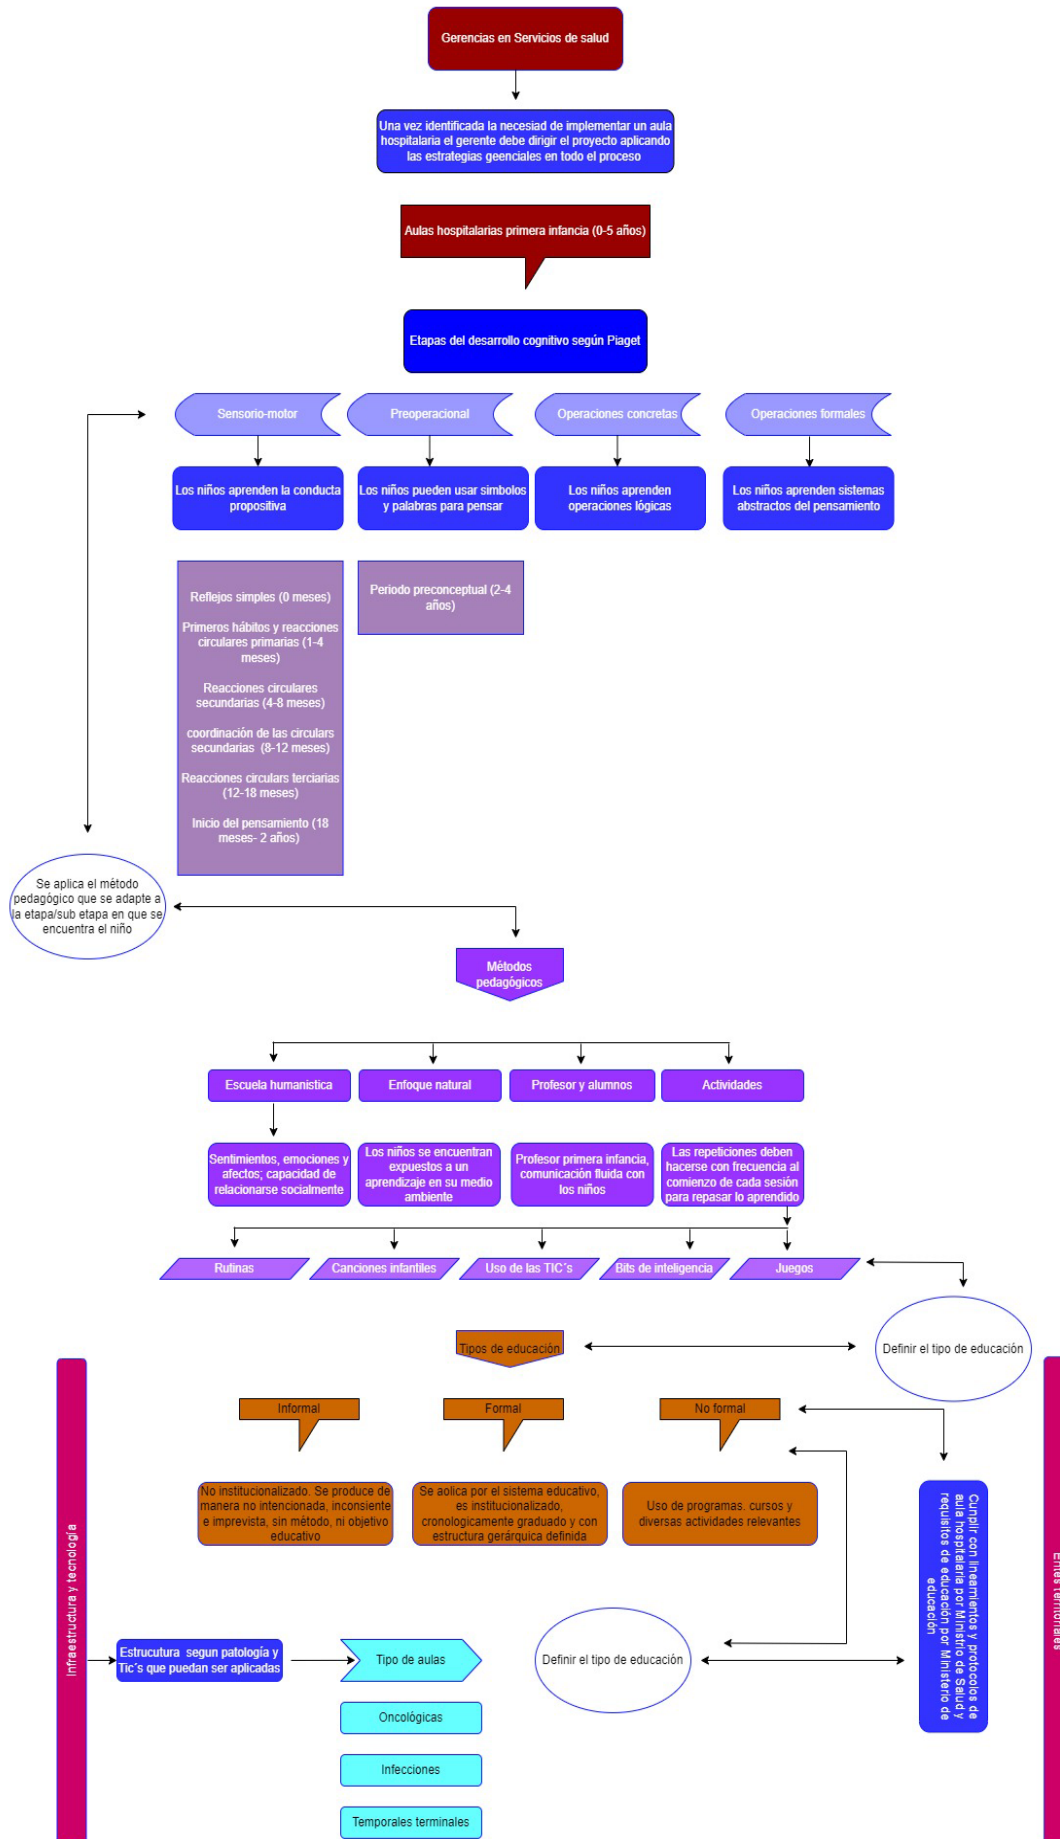 Gerencias en Servicios de salud
Una vez identificada la necesiad de implementar un aula
hospitalaria el gerente debe dirigir el proyecto aplicando
las estrategias geenciales en todo el proceso
Aulas hospitalarias primera infancia (0-5 años)
Etapas del desarrollo cognitivo según Piaget
Sensorio-motor
Preoperacional
Operaciones concretas
Operaciones formales
Los niños aprenden la conducta
propositiva
Los niños pueden usar simbolos
y palabras para pensar
Los niños aprenden
operaciones lógicas
Los niños aprenden sistemas
abstractos del pensamiento
Reflejos simples (0 meses)
Primeros hábitos y reacciones
circulares primarias (1-4
meses)
Reacciones circulares
secundarias (4-8 meses)
coordinación de las circulars
secundarias (8-12 meses)
Reacciones circulars terciarias
(12-18 meses)
Inicio del pensamiento (18
meses- 2 años)
Periodo preconceptual (2-4
años)
Se aplica el método
pedagógico que se adapte a
la etapa/sub etapa en que se
encuentra el niño
Métodos
pedagógicos
Escuela humanística
Enfoque natural
Profesor y alumnos
Actividades
Sentimientos, emociones y
afectos; capacidad de
relacionarse socialmente
Los niños se encuentran
expuestos a un
aprendizaje en su medio
ambiente
Profesor primera infancia,
comunicación fluida con
los niños
Las repeticiones deben
hacerse con frecuencia al
comienzo de cada sesión
para repasar lo aprendido
Rutinas
Canciones infantiles
Uso de las TIC´s
Bits de inteligencia
Juegos
Tipos de educación
Definir el tipo de educación
Informal
Formal
No formal
No institucionalizado. Se produce de
manera no intencionada, inconsiente
e imprevista, sin método, ni objetivo
educativo
Se aolica por el sistema educativo,
es institucionalizado,
cronologicamente graduado y con
estructura gerárquica definida
Uso de programas. cursos y
diversas actividades relevantes
Cunplir con lineamientos y protocolos de
aula hospitalaria por Ministrio de Salud y
requisitos de educación por Ministerio de
educación
Infraestructura y tecnología
Entes territoriales
Estrucutura segun patología y
Tic´s que puedan ser aplicadas
Tipo de aulas
Definir el tipo de educación
Oncológicas
Infecciones
Temporales terminales